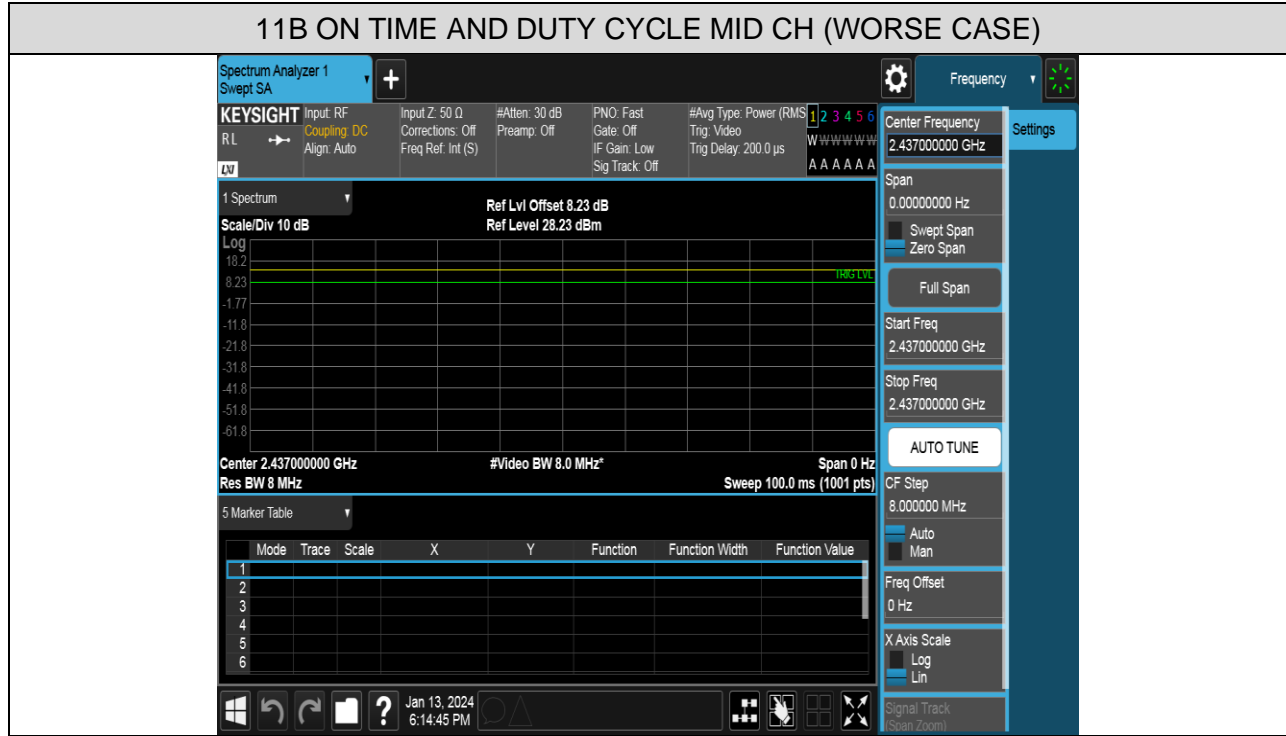 11B ON TIME AND DUTY CYCLE MID CH (WORSE CASE)
Spectrum Analyzer 1
Swept SA
+
Frequency
KEYSIGHT
RL
LXI
Input: RF
Coupling: DC
Align: Auto
Input Z: 50 Ω
Corrections: Off
Freq Ref: Int (S)
#Atten: 30 dB
Preamp: Off
PNO: Fast
Gate: Off
IF Gain: Low
Sig Track: Off
#Avg Type: Power (RMS
Trig: Video
Trig Delay: 200.0 µs
1 2 3 4 5 6
W W W W W W
A A A A A A
Center Frequency
2.437000000 GHz
Settings
Span
0.00000000 Hz
Swept Span
Zero Span
Full Span
Start Freq
2.437000000 GHz
Stop Freq
2.437000000 GHz
AUTO TUNE
CF Step
8.000000 MHz
Auto
Man
Freq Offset
0 Hz
X Axis Scale
Log
Lin
Signal Track
(Span Zoom)
1 Spectrum
Scale/Div 10 dB
Ref Lvl Offset 8.23 dB
Ref Level 28.23 dBm
Log
18.2
8.23
-1.77
-11.8
-21.8
-31.8
-41.8
-51.8
-61.8
TRIG LVL
Center 2.437000000 GHz
#Video BW 8.0 MHz*
Span 0 Hz
Res BW 8 MHz
Sweep 100.0 ms (1001 pts)
5 Marker Table
Mode Trace Scale X Y Function Function Width Function Value
1
2
3
4
5
6
?
Jan 13, 2024
6:14:45 PM